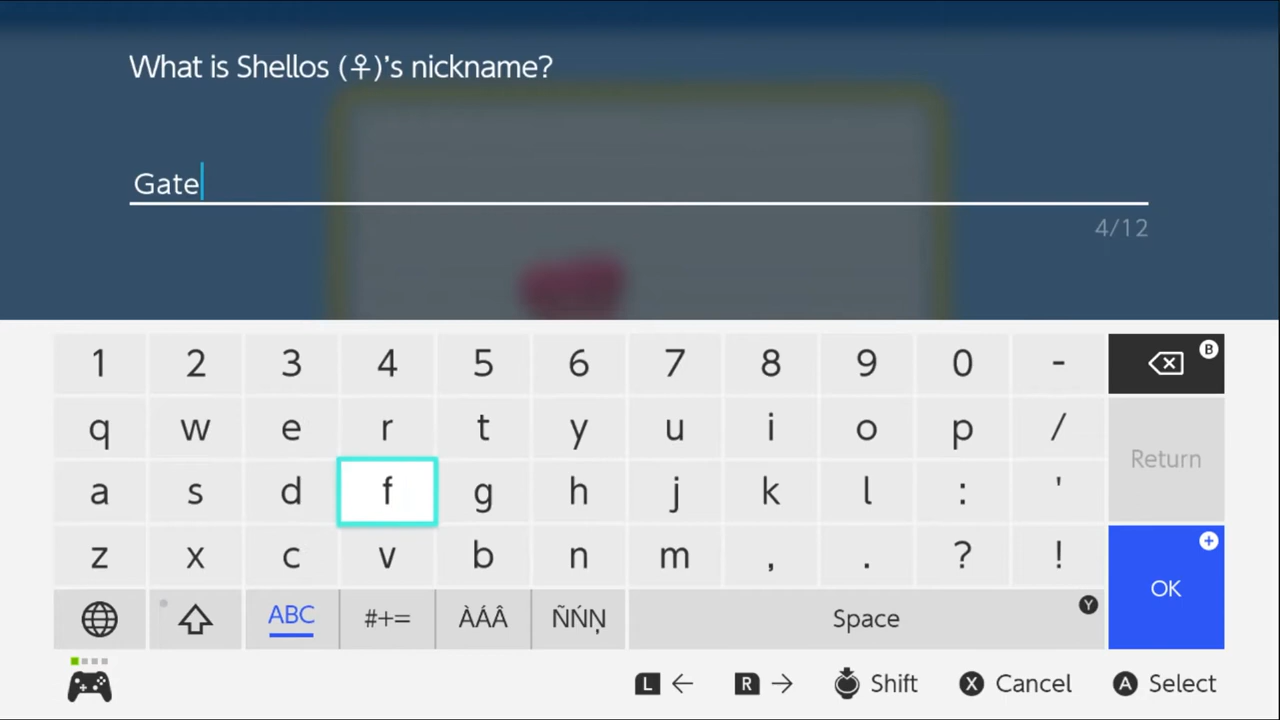 What is Shellos (♀)'s nickname?
Gate
4/12
1 2 3 4 5 6 7 8 9 0 - B
q w e r t y u i o p / Return
a s d f g h j k l : '
z x c v b n m , . ? ! + OK
ABC #+= ÀÁÂ ÑŃŅ Space Y
L ← R → Shift X Cancel A Select